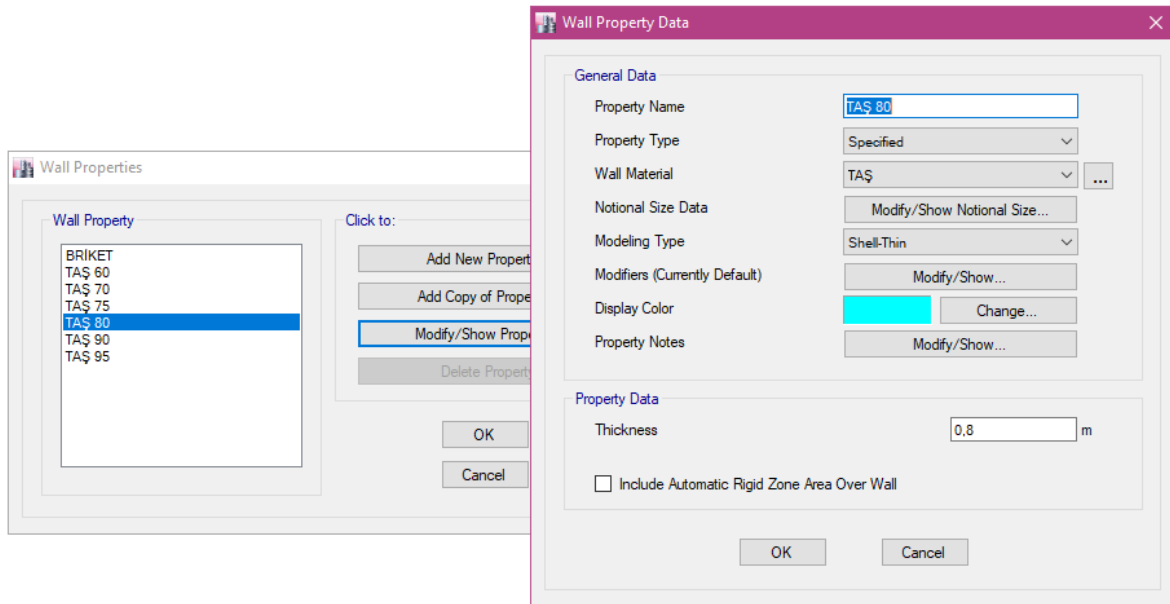 Wall Properties
Wall Property
BRİKET
TAŞ 60
TAŞ 70
TAŞ 75
TAŞ 80
TAŞ 90
TAŞ 95
Click to:
Add New Propert
Add Copy of Prope
Modify/Show Prope
Delete Property
OK
Cancel
Wall Property Data
General Data
Property Name TAŞ 80
Property Type Specified
Wall Material TAŞ ...
Notional Size Data Modify/Show Notional Size...
Modeling Type Shell-Thin
Modifiers (Currently Default) Modify/Show...
Display Color Change...
Property Notes Modify/Show...
Property Data
Thickness 0,8 m
Include Automatic Rigid Zone Area Over Wall
OK Cancel